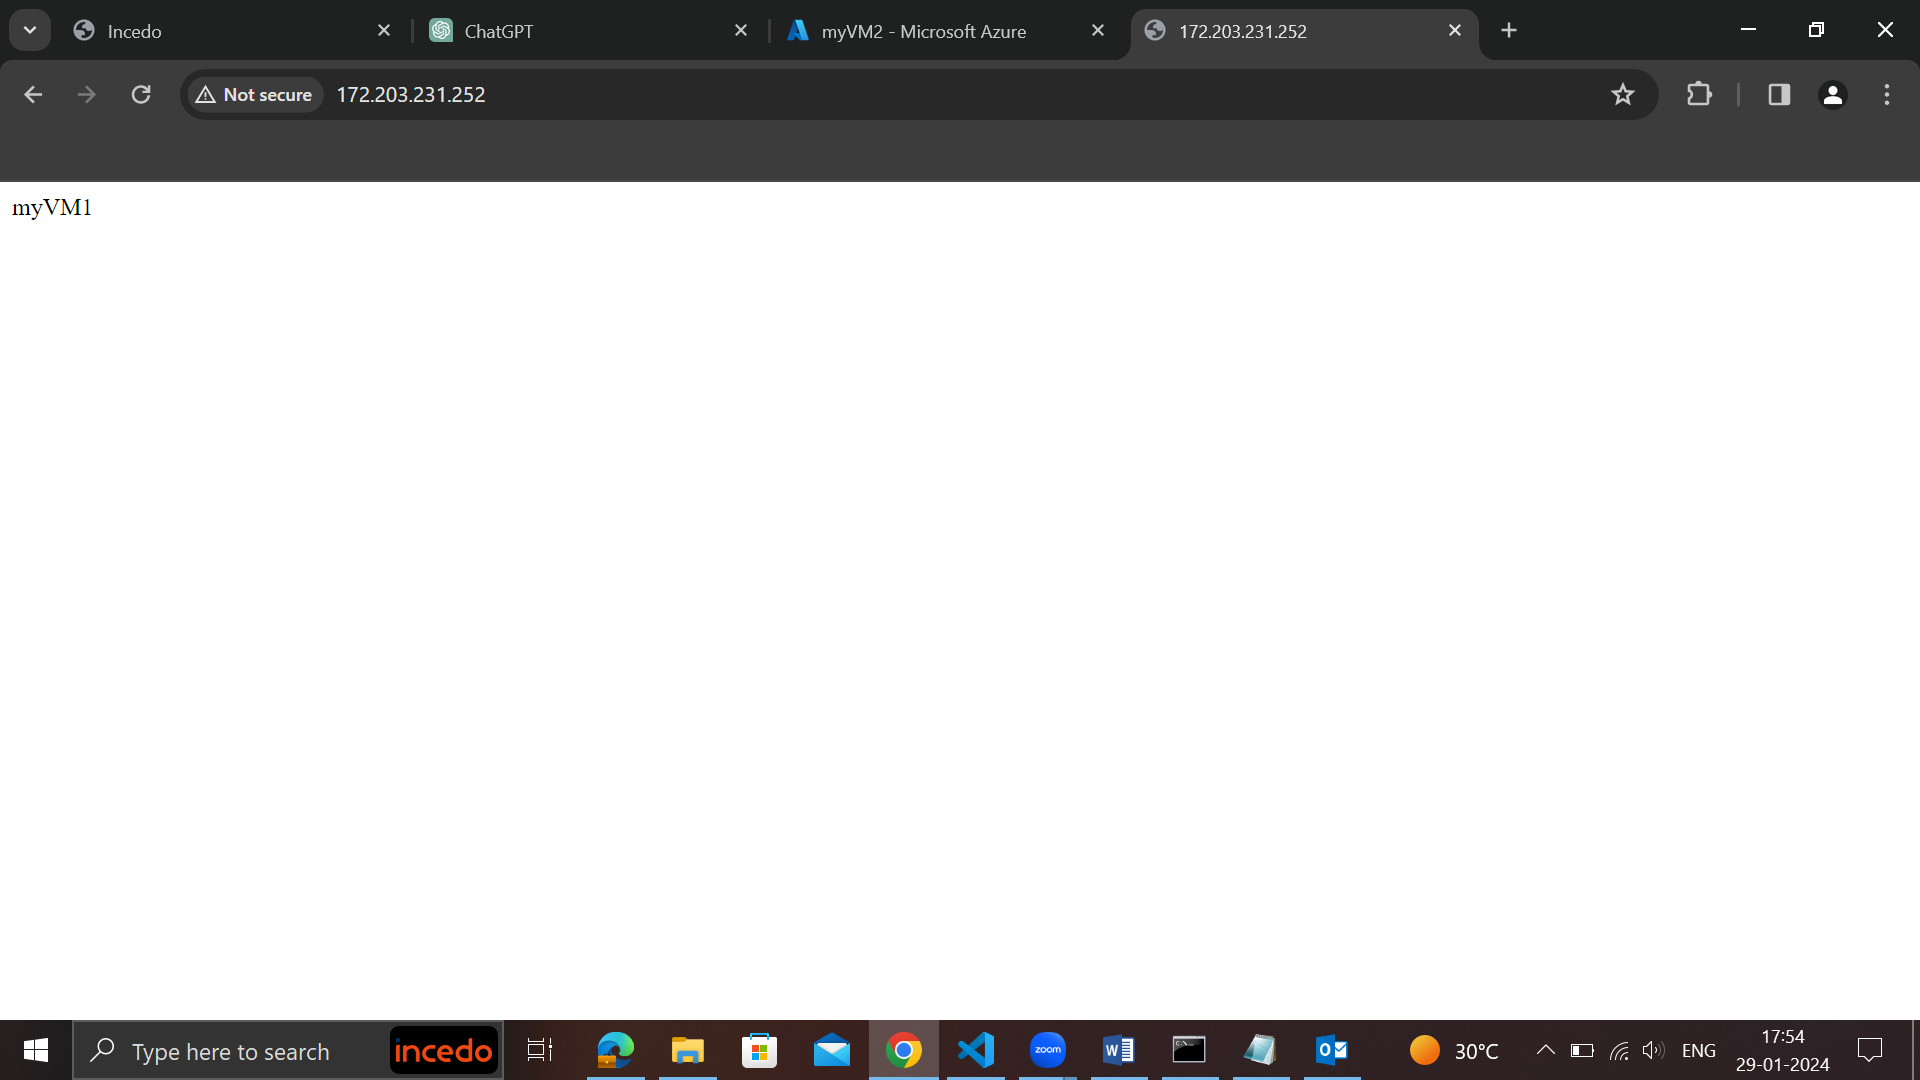 Incedo
ChatGPT
myVM2 - Microsoft Azure
172.203.231.252
Not secure
172.203.231.252
myVM1
Type here to search
incedo
zoom
30°C
ENG
17:54
29-01-2024